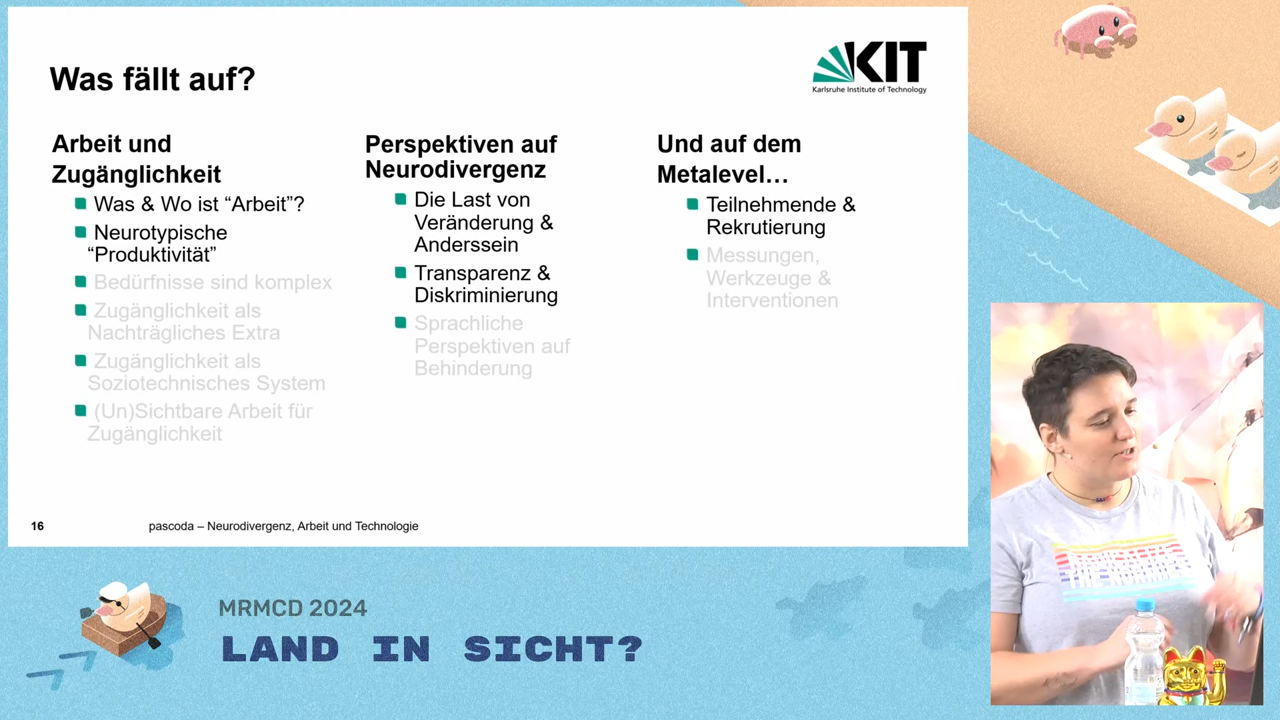 Was fällt auf?
KIT
Karlsruhe Institute of Technology
Arbeit und
Zugänglichkeit
Was & Wo ist “Arbeit”?
Neurotypische
“Produktivität”
Bedürfnisse sind komplex
Zugänglichkeit als
Nachträgliches Extra
Zugänglichkeit als
Soziotechnisches System
(Un)Sichtbare Arbeit für
Zugänglichkeit
Perspektiven auf
Neurodivergenz
Die Last von
Veränderung &
Anderssein
Transparenz &
Diskriminierung
Sprachliche
Perspektiven auf
Behinderung
Und auf dem
Metalevel…
Teilnehmende &
Rekrutierung
Messungen,
Werkzeuge &
Interventionen
16
pascoda – Neurodivergenz, Arbeit und Technologie
MRMCD 2024
LAND IN SICHT?